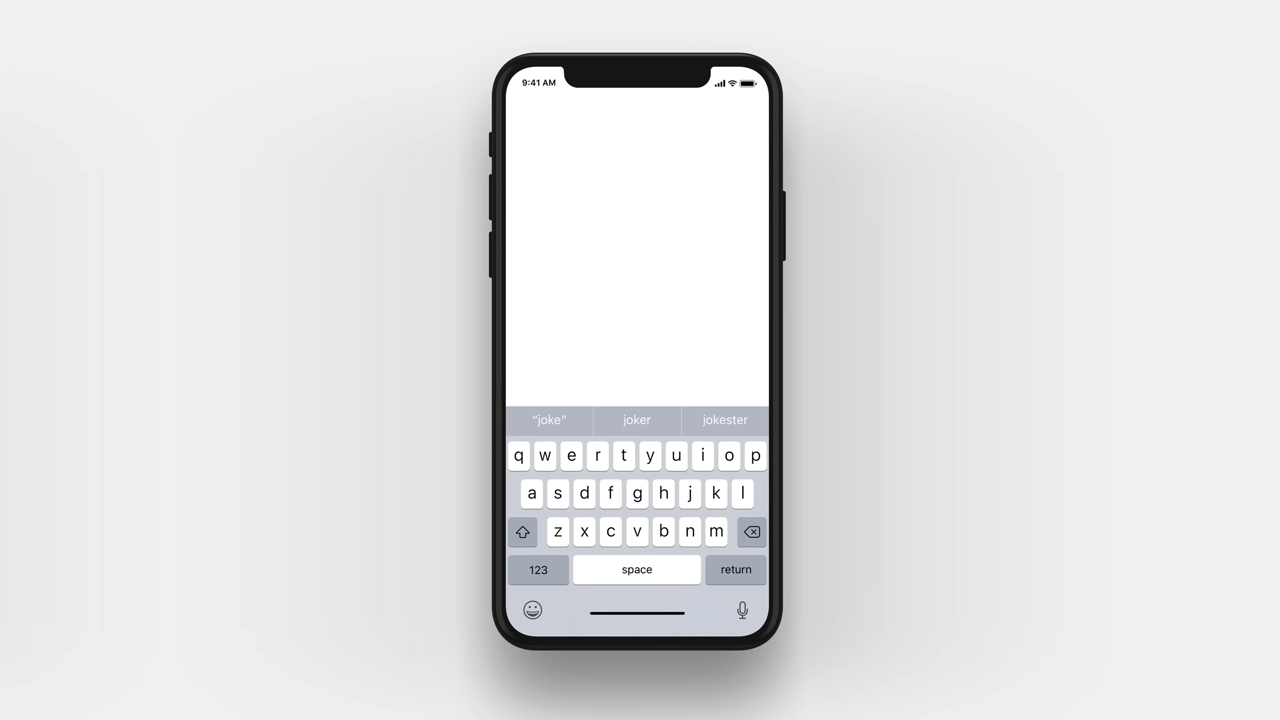 9:41 AM
“joke” joker jokester
q w e r t y u i o p
a s d f g h j k l
z x c v b n m
123 space return